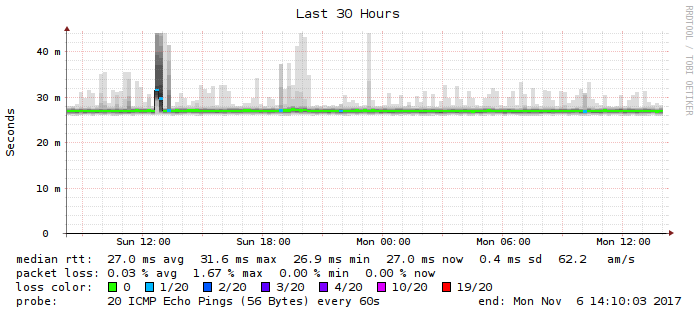 Last 30 Hours
RRDTOOL / TOBI OETIKER
Seconds
40 m
30 m
20 m
10 m
0
Sun 12:00 Sun 18:00 Mon 00:00 Mon 06:00 Mon 12:00
median rtt: 27.0 ms avg 31.6 ms max 26.9 ms min 27.0 ms now 0.4 ms sd 62.2 am/s
packet loss: 0.03 % avg 1.67 % max 0.00 % min 0.00 % now
loss color: 0 1/20 2/20 3/20 4/20 10/20 19/20
probe: 20 ICMP Echo Pings (56 Bytes) every 60s end: Mon Nov 6 14:10:03 2017